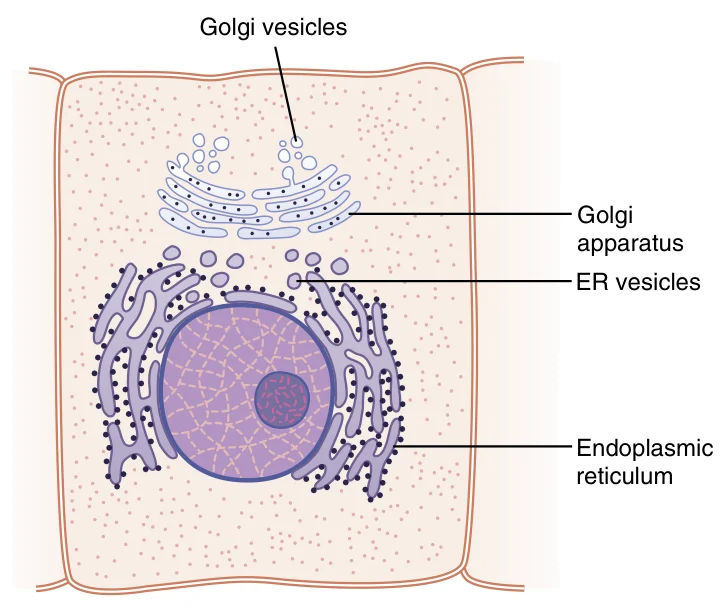 Golgi vesicles
Golgi
apparatus
ER vesicles
Endoplasmic
reticulum